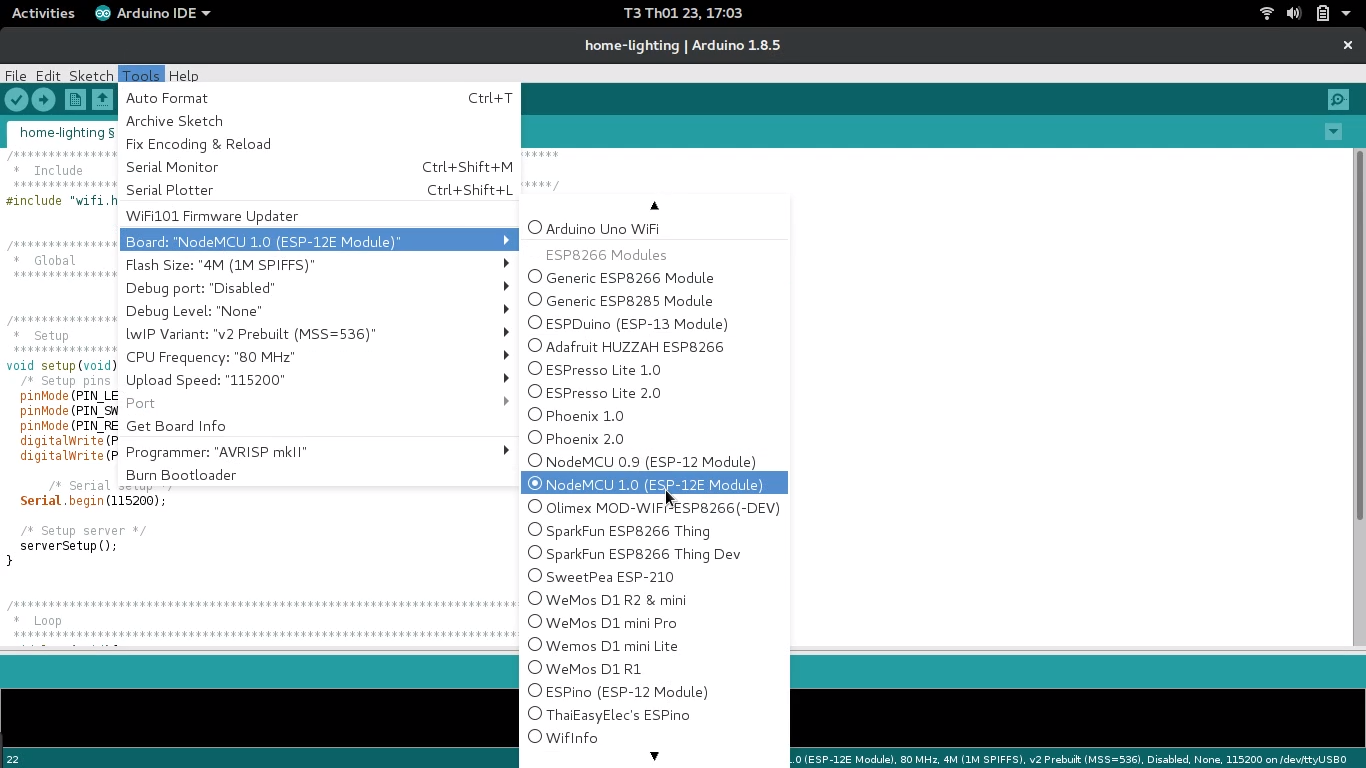 Activities Arduino IDE T3 Th01 23, 17:03
home-lighting | Arduino 1.8.5
File Edit Sketch Tools Help
home-lighting §
Auto Format Ctrl+T
Archive Sketch
Fix Encoding & Reload
Serial Monitor Ctrl+Shift+M
Serial Plotter Ctrl+Shift+L
WiFi101 Firmware Updater
Board: "NodeMCU 1.0 (ESP-12E Module)"
Flash Size: "4M (1M SPIFFS)"
Debug port: "Disabled"
Debug Level: "None"
lwIP Variant: "v2 Prebuilt (MSS=536)"
CPU Frequency: "80 MHz"
Upload Speed: "115200"
Port
Get Board Info
Programmer: "AVRISP mkII"
Burn Bootloader
Arduino Uno WiFi
ESP8266 Modules
Generic ESP8266 Module
Generic ESP8285 Module
ESPDuino (ESP-13 Module)
Adafruit HUZZAH ESP8266
ESPresso Lite 1.0
ESPresso Lite 2.0
Phoenix 1.0
Phoenix 2.0
NodeMCU 0.9 (ESP-12 Module)
NodeMCU 1.0 (ESP-12E Module)
Olimex MOD-WIFI-ESP8266(-DEV)
SparkFun ESP8266 Thing
SparkFun ESP8266 Thing Dev
SweetPea ESP-210
WeMos D1 R2 & mini
WeMos D1 mini Pro
Wemos D1 mini Lite
WeMos D1 R1
ESPino (ESP-12 Module)
ThaiEasyElec's ESPino
WifInfo
* Include
#include "wifi.h
* Global
* Setup
void setup(void)
/* Setup pins
pinMode(PIN_LE
pinMode(PIN_SW
pinMode(PIN_RE
digitalWrite(P
digitalWrite(P
/* Serial
Serial.begin(115200);
/* Setup server */
serverSetup();
}
* Loop
22 .0 (ESP-12E Module), 80 MHz, 4M (1M SPIFFS), v2 Prebuilt (MSS=536), Disabled, None, 115200 on /dev/ttyUSB0